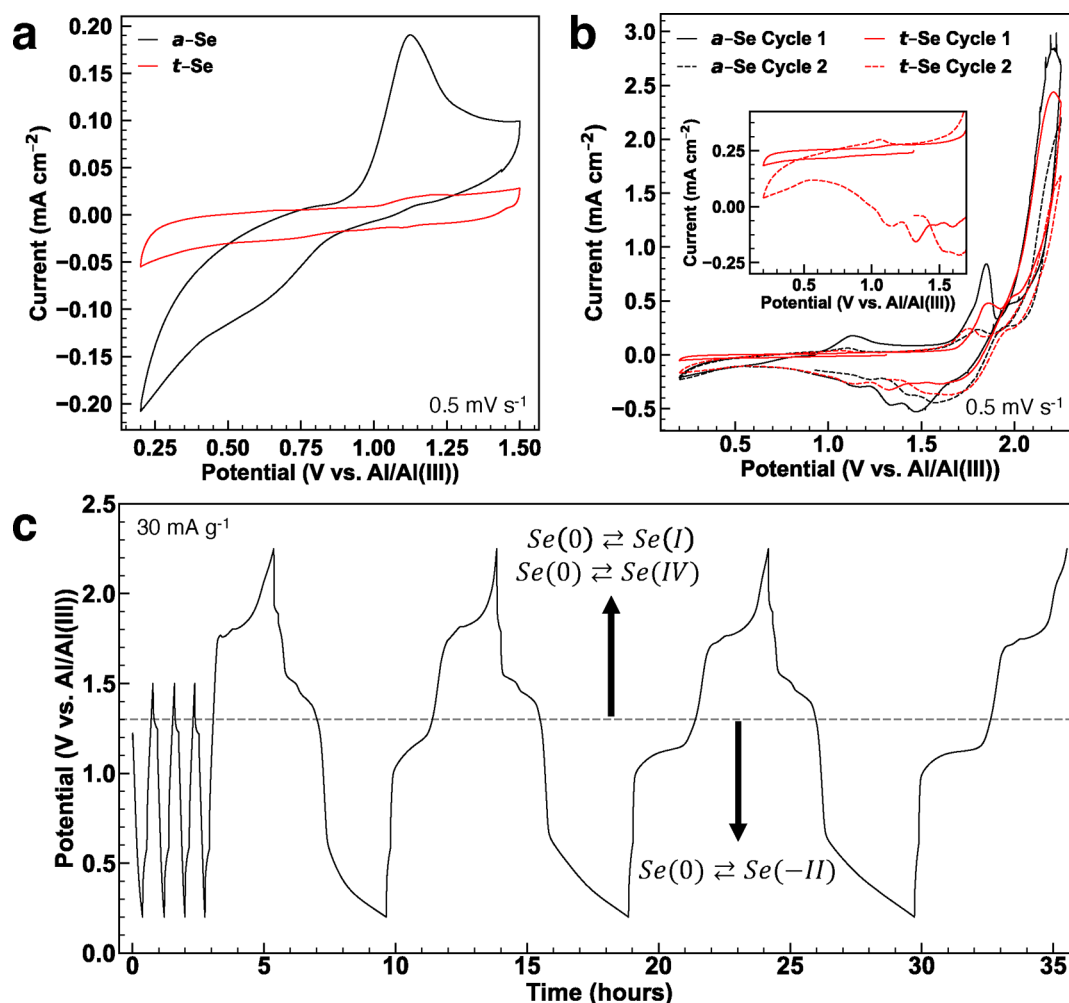 a
a-Se
t-Se
0.20
0.15
0.10
0.05
0.00
−0.05
−0.10
−0.15
−0.20
Current (mA cm⁻²)
0.5 mV s⁻¹
0.25 0.50 0.75 1.00 1.25 1.50
Potential (V vs. Al/Al(III))
b
a-Se Cycle 1 t-Se Cycle 1
a-Se Cycle 2 t-Se Cycle 2
3.0
2.5
2.0
1.5
1.0
0.5
0.0
−0.5
Current (mA cm⁻²)
0.25
0.00
−0.25
Current (mA cm⁻²)
0.5 1.0 1.5
Potential (V vs. Al/Al(III))
0.5 mV s⁻¹
0.5 1.0 1.5 2.0
Potential (V vs. Al/Al(III))
c
30 mA g⁻¹
2.5
2.0
1.5
1.0
0.5
0.0
Potential (V vs. Al/Al(III))
Se(0) ⇄ Se(I)
Se(0) ⇄ Se(IV)
Se(0) ⇄ Se(−II)
0 5 10 15 20 25 30 35
Time (hours)